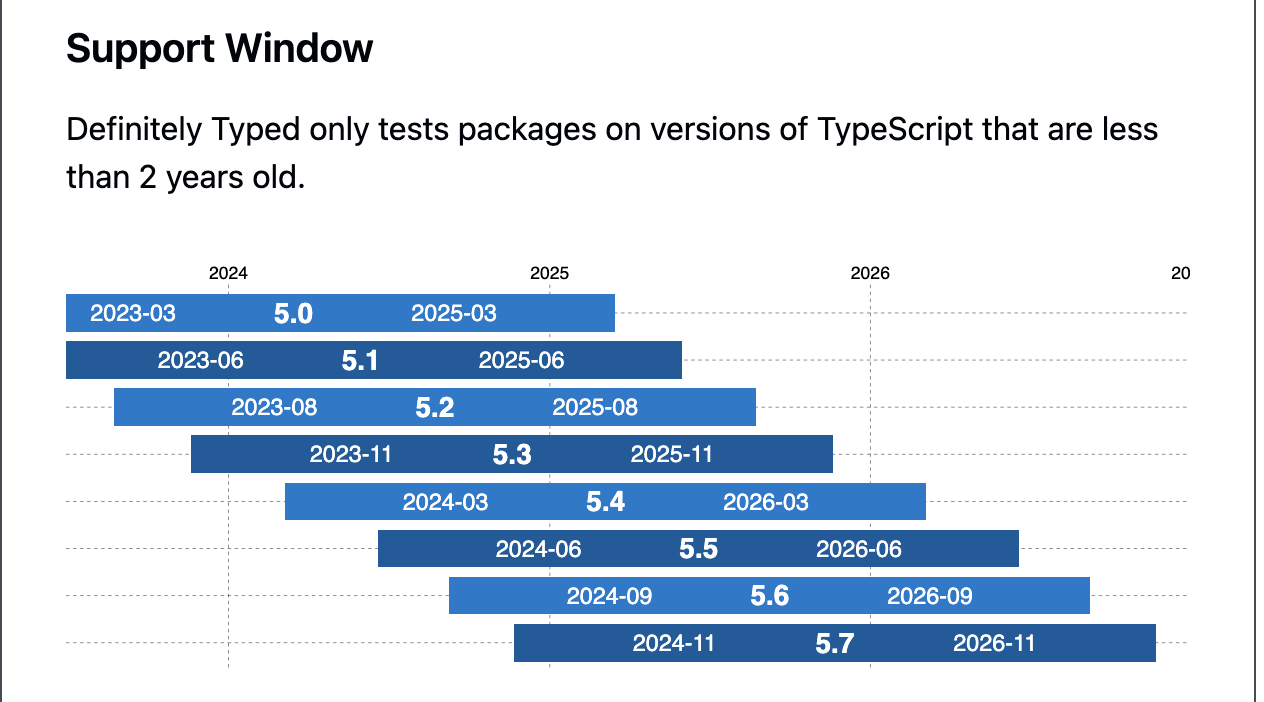 Support Window
Definitely Typed only tests packages on versions of TypeScript that are less
than 2 years old.
2024 2025 2026 20
2023-03 5.0 2025-03
2023-06 5.1 2025-06
2023-08 5.2 2025-08
2023-11 5.3 2025-11
2024-03 5.4 2026-03
2024-06 5.5 2026-06
2024-09 5.6 2026-09
2024-11 5.7 2026-11